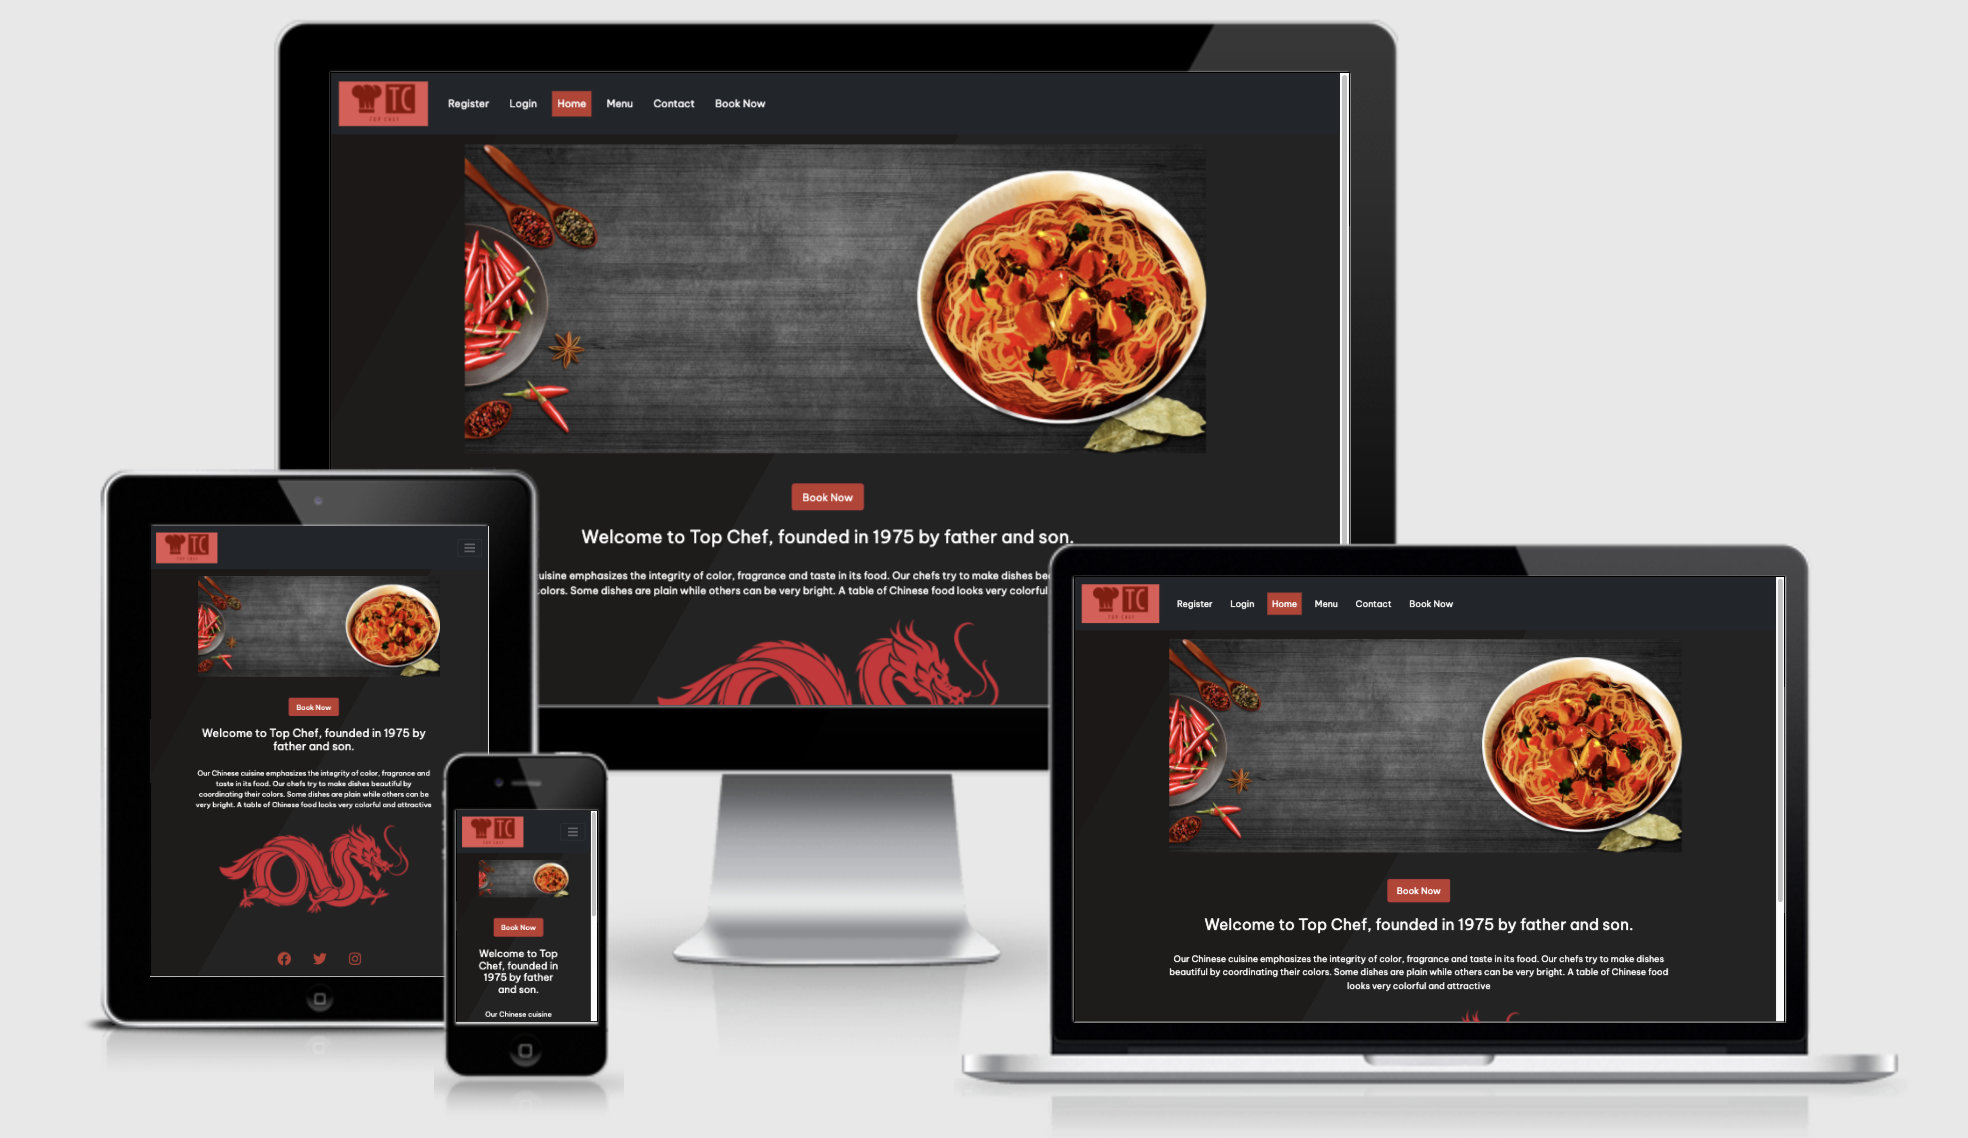 TC
TOP CHEF
Register Login Home Menu Contact Book Now
Book Now
Welcome to Top Chef, founded in 1975 by father and son.
uisine emphasizes the integrity of color, fragrance and taste in its food. Our chefs try to make dishes be
olors. Some dishes are plain while others can be very bright. A table of Chinese food looks very colorful
TC
TOP CHEF
Book Now
Welcome to Top Chef, founded in 1975 by
father and son.
Our Chinese cuisine emphasizes the integrity of color, fragrance and
taste in its food. Our chefs try to make dishes beautiful by
coordinating their colors. Some dishes are plain while others can be
very bright. A table of Chinese food looks very colorful and attractive
TC
TOP CHEF
Book Now
Welcome to Top
Chef, founded in
1975 by father
and son.
Our Chinese cuisine
TC
TOP CHEF
Register Login Home Menu Contact Book Now
Book Now
Welcome to Top Chef, founded in 1975 by father and son.
Our Chinese cuisine emphasizes the integrity of color, fragrance and taste in its food. Our chefs try to make dishes
beautiful by coordinating their colors. Some dishes are plain while others can be very bright. A table of Chinese food
looks very colorful and attractive